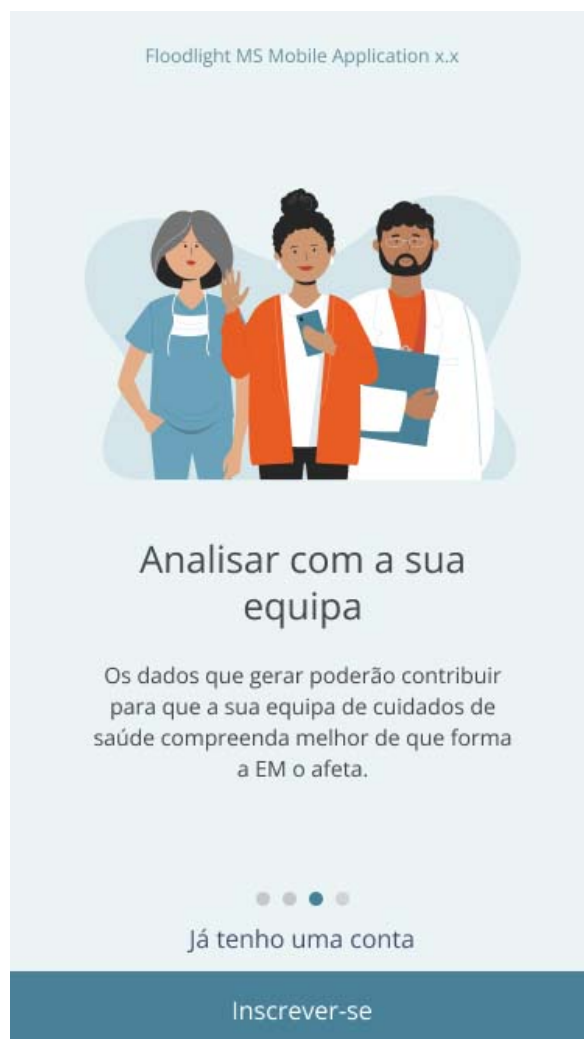 Floodlight MS Mobile Application x.x
Analisar com a sua
equipa
Os dados que gerar poderão contribuir
para que a sua equipa de cuidados de
saúde compreenda melhor de que forma
a EM o afeta.
Já tenho uma conta
Inscrever-se